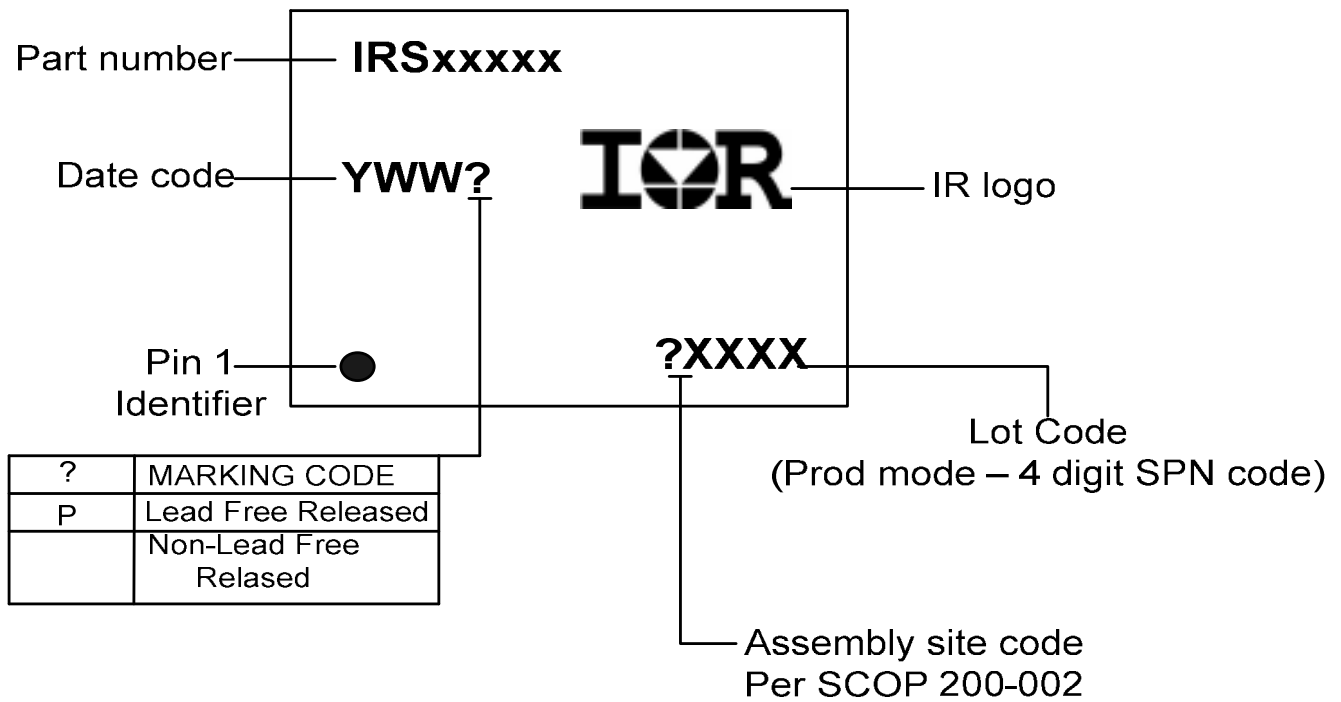 Part number
IRSxxxxx
Date code
YWW?
IOR
IR logo
Pin 1
Identifier
?XXXX
Lot Code
(Prod mode – 4 digit SPN code)
? MARKING CODE
P Lead Free Released
Non-Lead Free
Relased
Assembly site code
Per SCOP 200-002